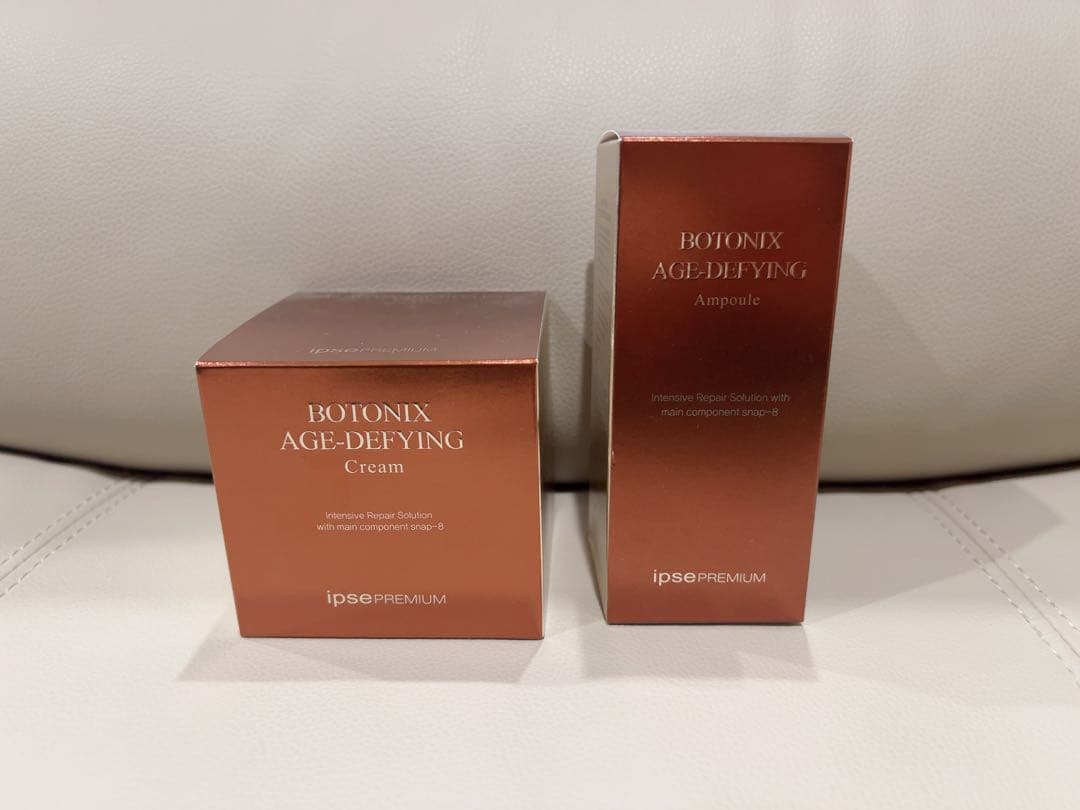 ipsePREMIUM
BOTONIX
AGE-DEFYING
Cream
Intensive Repair Solution
with main component snap-8
ipsePREMIUM
BOTONIX
AGE-DEFYING
Ampoule
Intensive Repair Solution with
main component snap-8
ipsePREMIUM